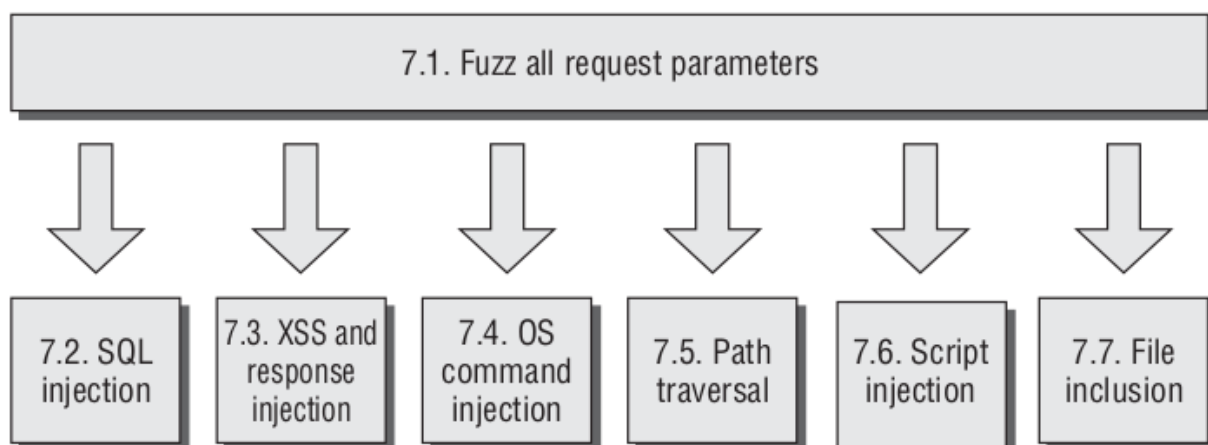 7.1. Fuzz all request parameters
7.2. SQL
injection
7.3. XSS and
response
injection
7.4. OS
command
injection
7.5. Path
traversal
7.6. Script
injection
7.7. File
inclusion